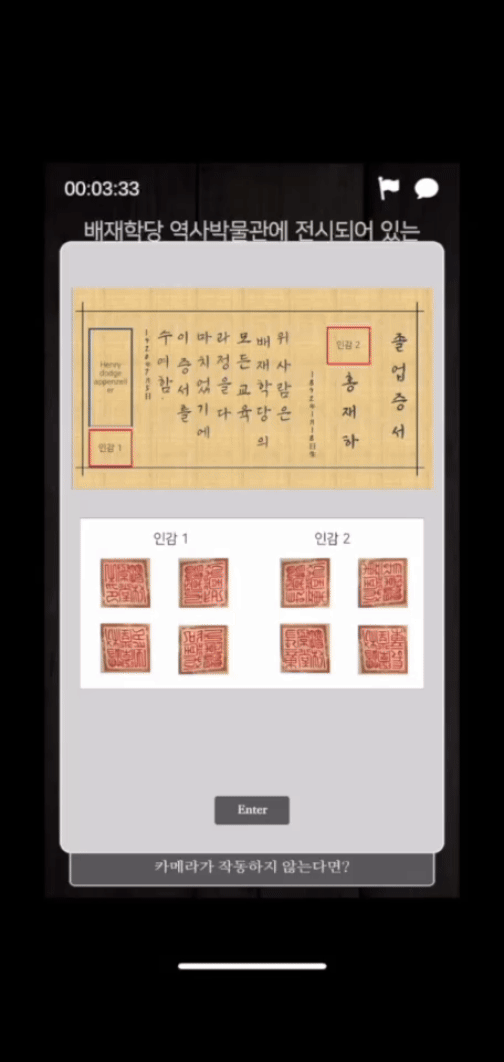 00:03:33
배재학당 역사박물관에 전시되어 있는
졸업증서
인감 2
홍재하
위 사람은
배재학당의
모든 교육
과정을 다
마치었기에
이 증서를
수여함.
Henry
dodge
appenzell
er
인감 1
인감 1
인감 2
Enter
카메라가 작동하지 않는다면?